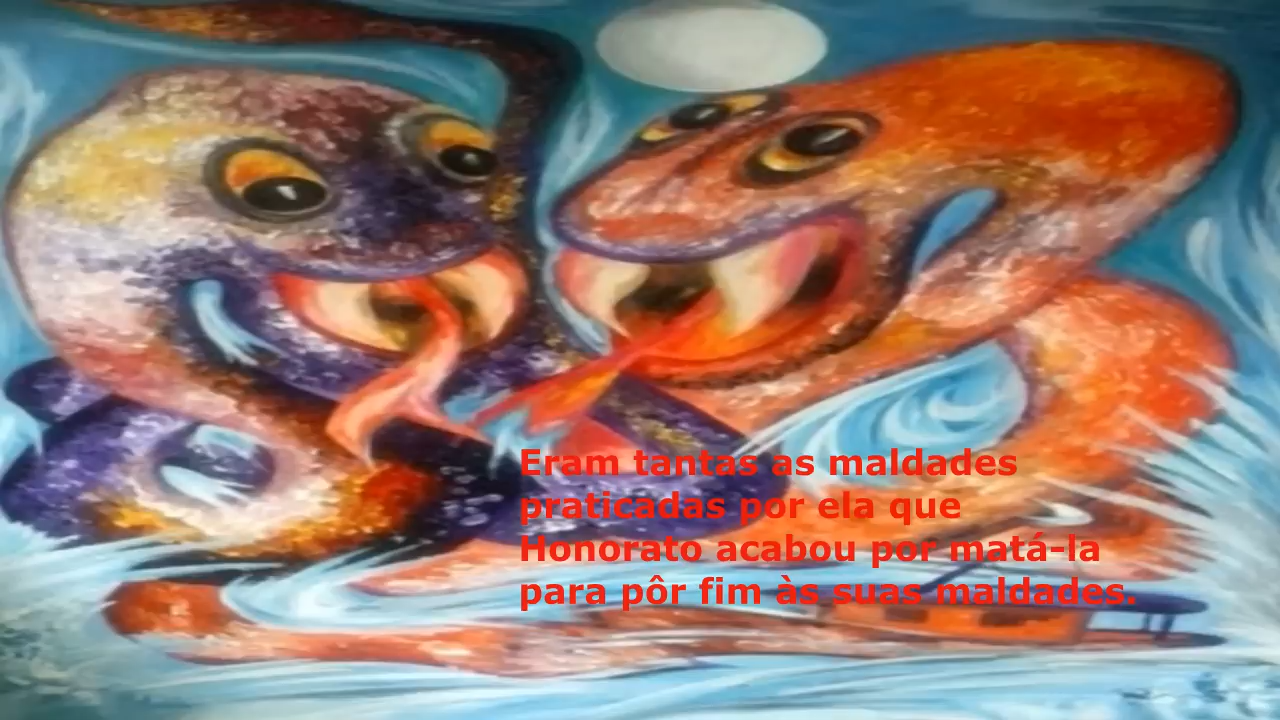 Eram tantas as maldades
praticadas por ela que
Honorato acabou por matá-la
para pôr fim às suas maldades.